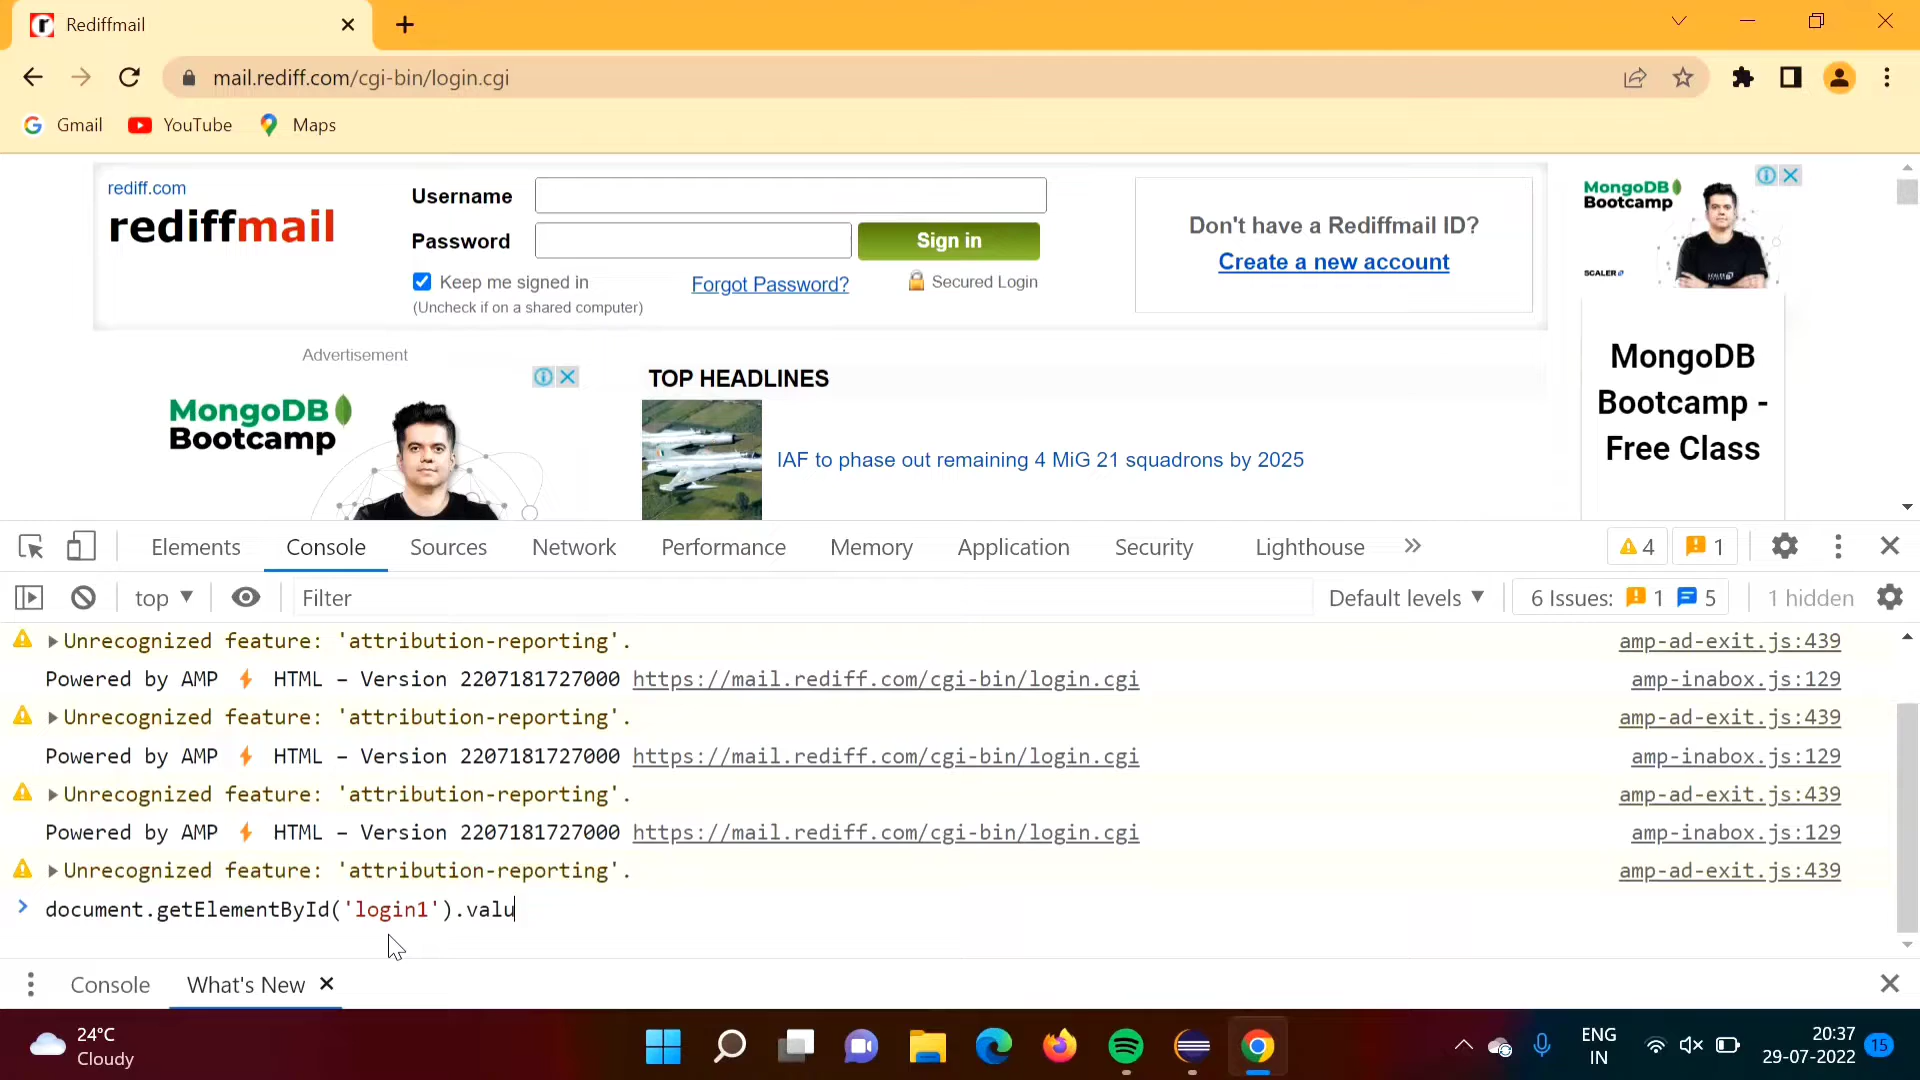 Rediffmail
mail.rediff.com/cgi-bin/login.cgi
Gmail YouTube Maps
rediff.com
rediffmail
Username
Password
Sign in
Keep me signed in
(Uncheck if on a shared computer)
Forgot Password?
Secured Login
Don't have a Rediffmail ID?
Create a new account
MongoDB
Bootcamp
SCALER
MongoDB
Bootcamp -
Free Class
Advertisement
MongoDB
Bootcamp
TOP HEADLINES
IAF to phase out remaining 4 MiG 21 squadrons by 2025
Elements Console Sources Network Performance Memory Application Security Lighthouse 4 1
top Filter Default levels 6 Issues: 1 5 1 hidden
Unrecognized feature: 'attribution-reporting'. amp-ad-exit.js:439
Powered by AMP ⚡ HTML – Version 2207181727000 https://mail.rediff.com/cgi-bin/login.cgi amp-inabox.js:129
Unrecognized feature: 'attribution-reporting'. amp-ad-exit.js:439
Powered by AMP ⚡ HTML – Version 2207181727000 https://mail.rediff.com/cgi-bin/login.cgi amp-inabox.js:129
Unrecognized feature: 'attribution-reporting'. amp-ad-exit.js:439
Powered by AMP ⚡ HTML – Version 2207181727000 https://mail.rediff.com/cgi-bin/login.cgi amp-inabox.js:129
Unrecognized feature: 'attribution-reporting'. amp-ad-exit.js:439
document.getElementById('login1').valu
Console What's New
24°C
Cloudy
ENG
IN
20:37
29-07-2022
15